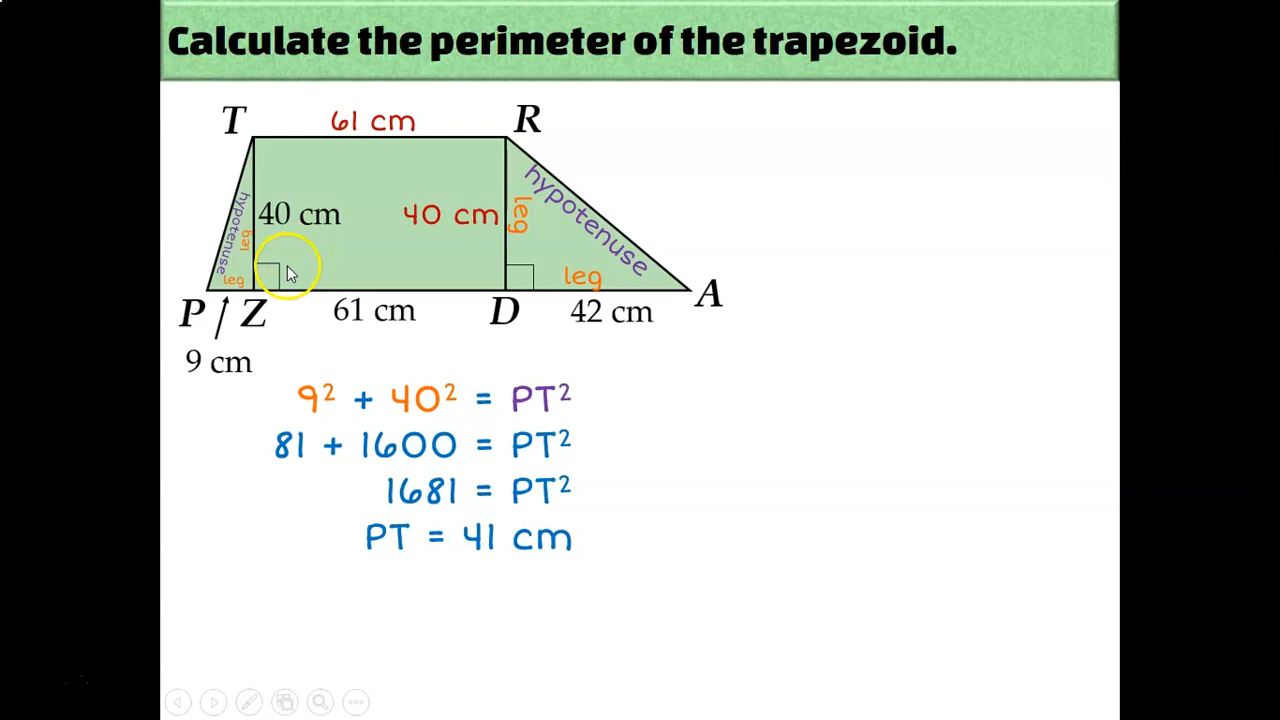 Calculate the perimeter of the trapezoid.
T 61 cm R
hypotenuse leg 40 cm 40 cm leg hypotenuse
leg leg
P Z 61 cm D 42 cm A
9 cm
9² + 40² = PT²
81 + 1600 = PT²
1681 = PT²
PT = 41 cm